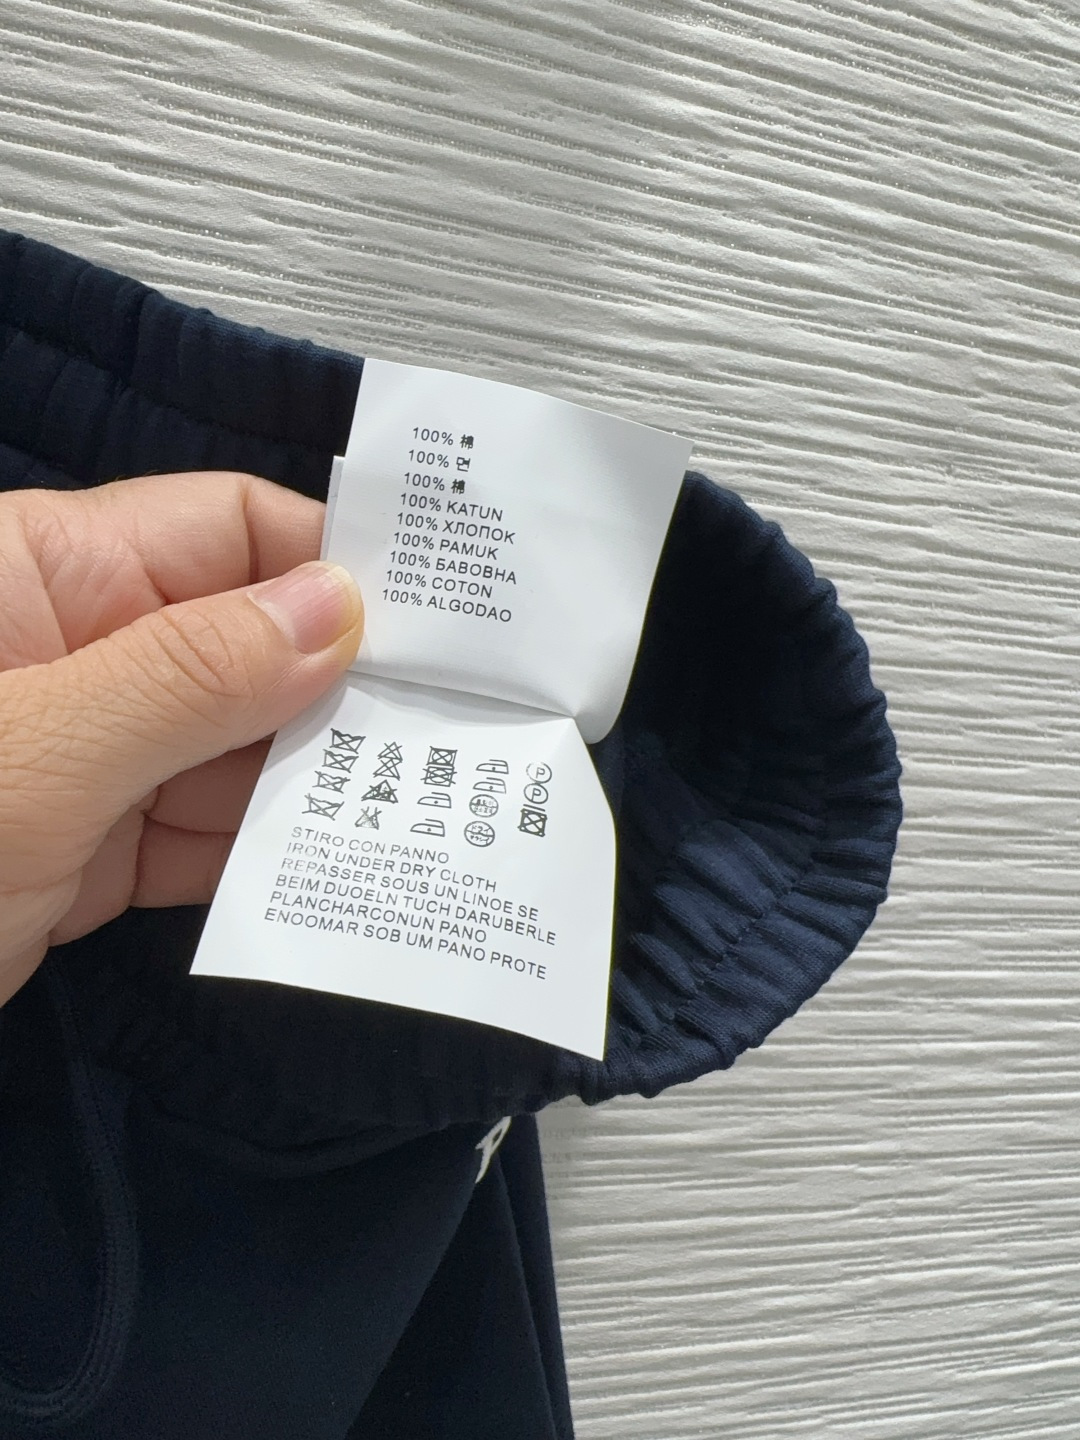 100% 棉
100% 면
100% 棉
100% KATUN
100% ХЛОПОК
100% PAMUK
100% БАВОВНА
100% COTON
100% ALGODAO
P
P
STIRO CON PANNO
IRON UNDER DRY CLOTH
REPASSER SOUS UN LINOE SE
BEIM DUOELN TUCH DARUBERLE
PLANCHARCONUN PANO
ENOOMAR SOB UM PANO PROTE
P